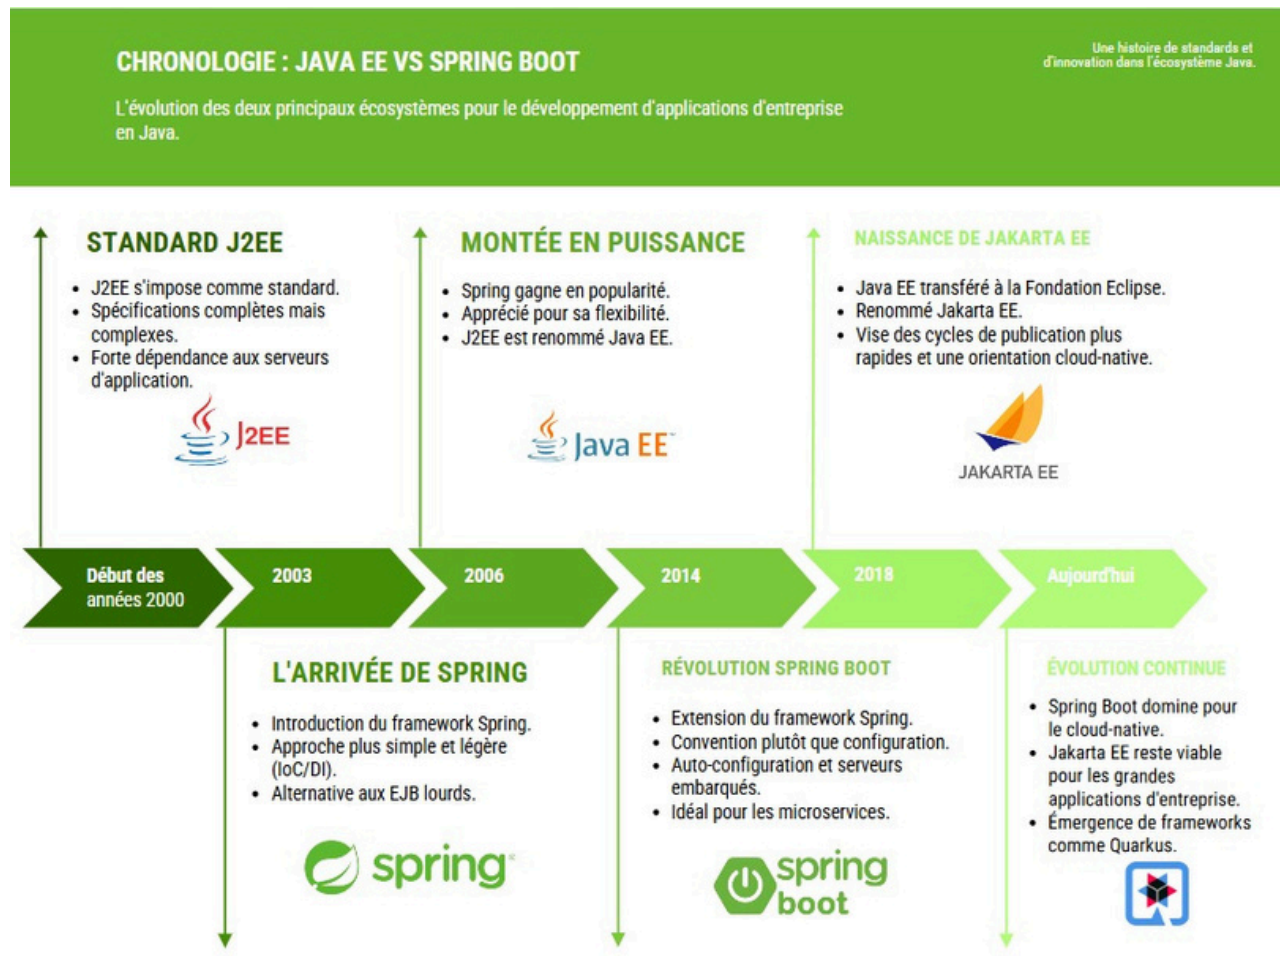 CHRONOLOGIE : JAVA EE VS SPRING BOOT
L'évolution des deux principaux écosystèmes pour le développement d'applications d'entreprise
en Java.
Une histoire de standards et
d'innovation dans l'écosystème Java.
STANDARD J2EE
• J2EE s'impose comme standard.
• Spécifications complètes mais
complexes.
• Forte dépendance aux serveurs
d'application.
J2EE
MONTÉE EN PUISSANCE
• Spring gagne en popularité.
• Apprécié pour sa flexibilité.
• J2EE est renommé Java EE.
Java EE™
NAISSANCE DE JAKARTA EE
• Java EE transféré à la Fondation Eclipse.
• Renommé Jakarta EE.
• Vise des cycles de publication plus
rapides et une orientation cloud-native.
JAKARTA EE
Début des
années 2000
2003
2006
2014
2018
Aujourd'hui
L'ARRIVÉE DE SPRING
• Introduction du framework Spring.
• Approche plus simple et légère
(IoC/DI).
• Alternative aux EJB lourds.
spring
RÉVOLUTION SPRING BOOT
• Extension du framework Spring.
• Convention plutôt que configuration.
• Auto-configuration et serveurs
embarqués.
• Idéal pour les microservices.
spring
boot
ÉVOLUTION CONTINUE
• Spring Boot domine pour
le cloud-native.
• Jakarta EE reste viable
pour les grandes
applications d'entreprise.
• Émergence de frameworks
comme Quarkus.